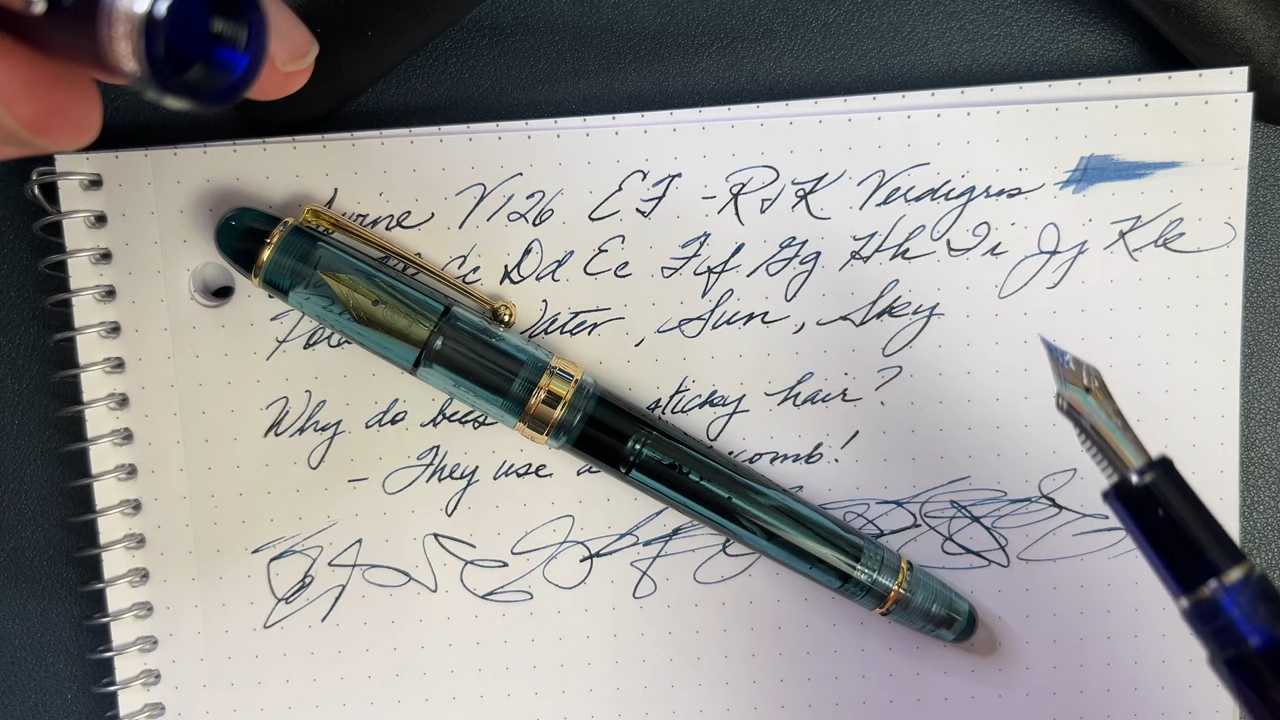 V126 EF - R&K Verdigris
Cc Dd Ee Ff Gg Hh Ii Jj Kk
, Sun, Sky
Why do bees sticky hair?
- They use a comb!